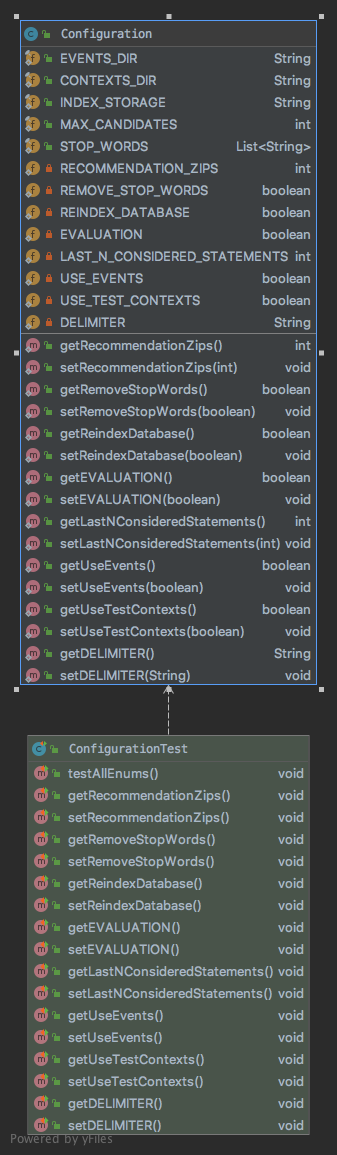 Configuration
EVENTS_DIR String
CONTEXTS_DIR String
INDEX_STORAGE String
MAX_CANDIDATES int
STOP_WORDS List<String>
RECOMMENDATION_ZIPS int
REMOVE_STOP_WORDS boolean
REINDEX_DATABASE boolean
EVALUATION boolean
LAST_N_CONSIDERED_STATEMENTS int
USE_EVENTS boolean
USE_TEST_CONTEXTS boolean
DELIMITER String
getRecommendationZips() int
setRecommendationZips(int) void
getRemoveStopWords() boolean
setRemoveStopWords(boolean) void
getReindexDatabase() boolean
setReindexDatabase(boolean) void
getEVALUATION() boolean
setEVALUATION(boolean) void
getLastNConsideredStatements() int
setLastNConsideredStatements(int) void
getUseEvents() boolean
setUseEvents(boolean) void
getUseTestContexts() boolean
setUseTestContexts(boolean) void
getDELIMITER() String
setDELIMITER(String) void
ConfigurationTest
testAllEnums() void
getRecommendationZips() void
setRecommendationZips() void
getRemoveStopWords() void
setRemoveStopWords() void
getReindexDatabase() void
setReindexDatabase() void
getEVALUATION() void
setEVALUATION() void
getLastNConsideredStatements() void
setLastNConsideredStatements() void
getUseEvents() void
setUseEvents() void
getUseTestContexts() void
setUseTestContexts() void
getDELIMITER() void
setDELIMITER() void
Powered by yFiles